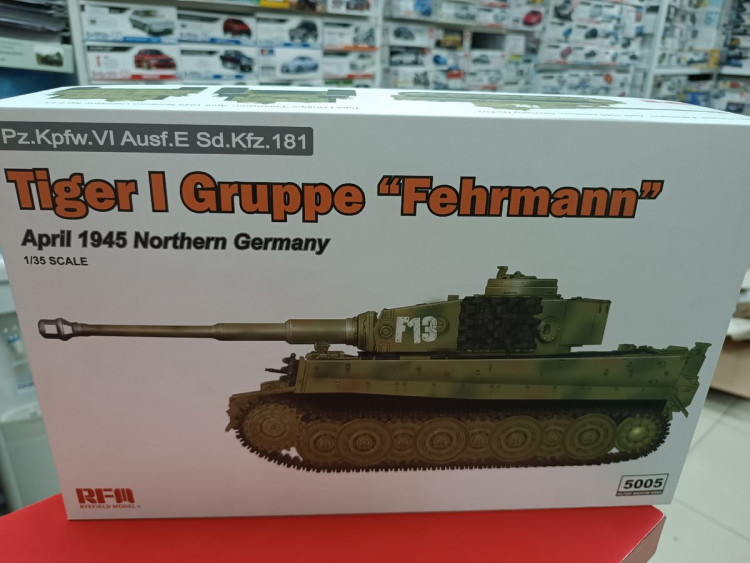 Pz.Kpfw.VI Ausf.E Sd.Kfz.181
Tiger I Gruppe “Fehrmann”
April 1945 Northern Germany
1/35 SCALE
F13
RFM
RYEFIELD MODEL
5005